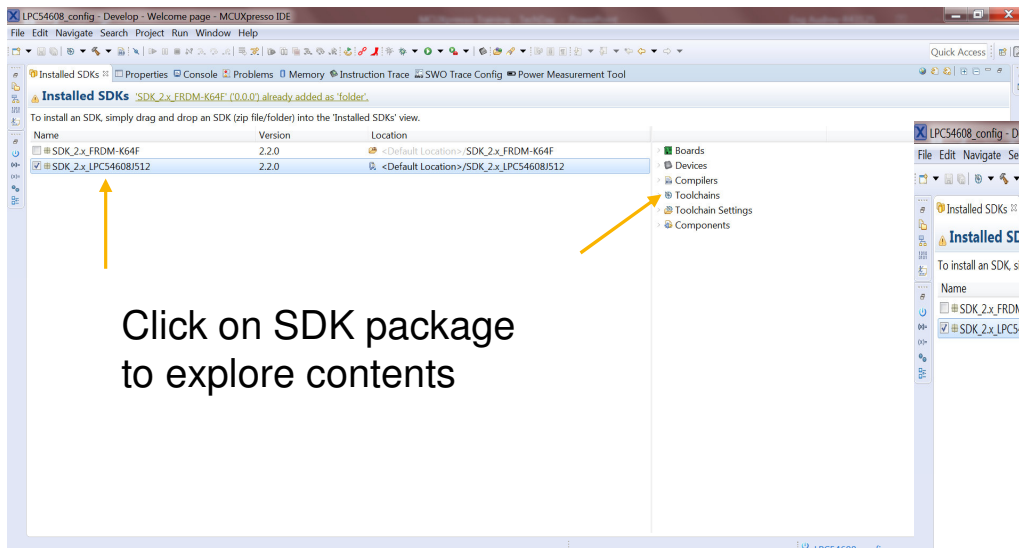 LPC54608_config - Develop - Welcome page - MCUXpresso IDE
File Edit Navigate Search Project Run Window Help
Quick Access
Installed SDKs Properties Console Problems Memory Instruction Trace SWO Trace Config Power Measurement Tool
Installed SDKs 'SDK_2.x_FRDM-K64F' ('0.0.0') already added as 'folder'.
To install an SDK, simply drag and drop an SDK (zip file/folder) into the 'Installed SDKs' view.
Name Version Location
SDK_2.x_FRDM-K64F 2.2.0 <Default Location>/SDK_2.x_FRDM-K64F
SDK_2.x_LPC54608J512 2.2.0 <Default Location>/SDK_2.x_LPC54608J512
Boards
Devices
Compilers
Toolchains
Toolchain Settings
Components
Click on SDK package
to explore contents
LPC54608_config - D
File Edit Navigate Se
Installed SDKs
Installed SD
To install an SDK, si
Name
SDK_2.x_FRDM
SDK_2.x_LPC5